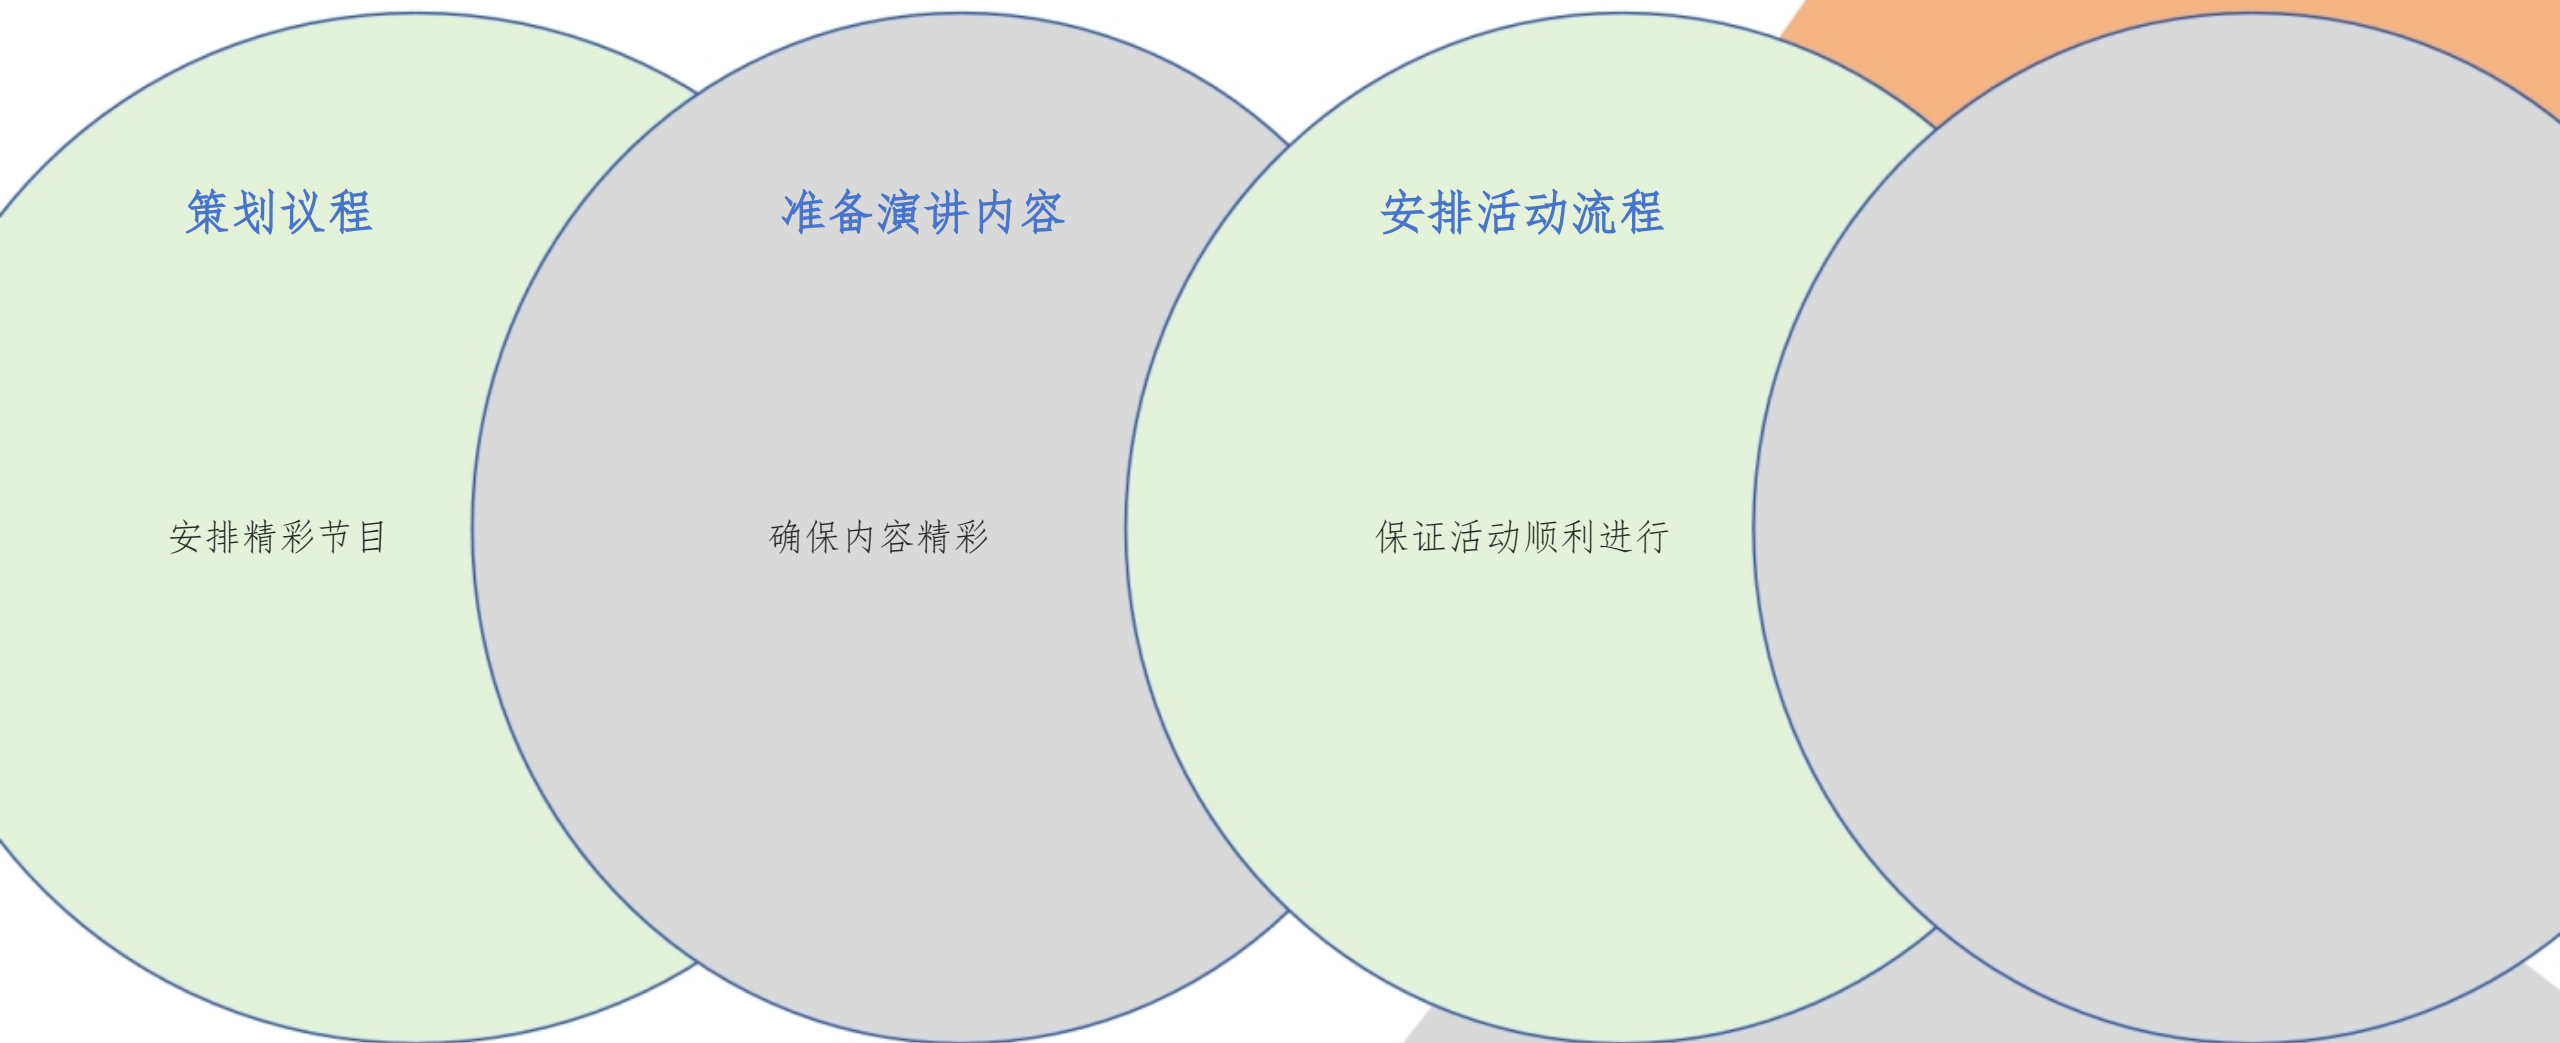 策划议程
安排精彩节目
准备演讲内容
确保内容精彩
安排活动流程
保证活动顺利进行